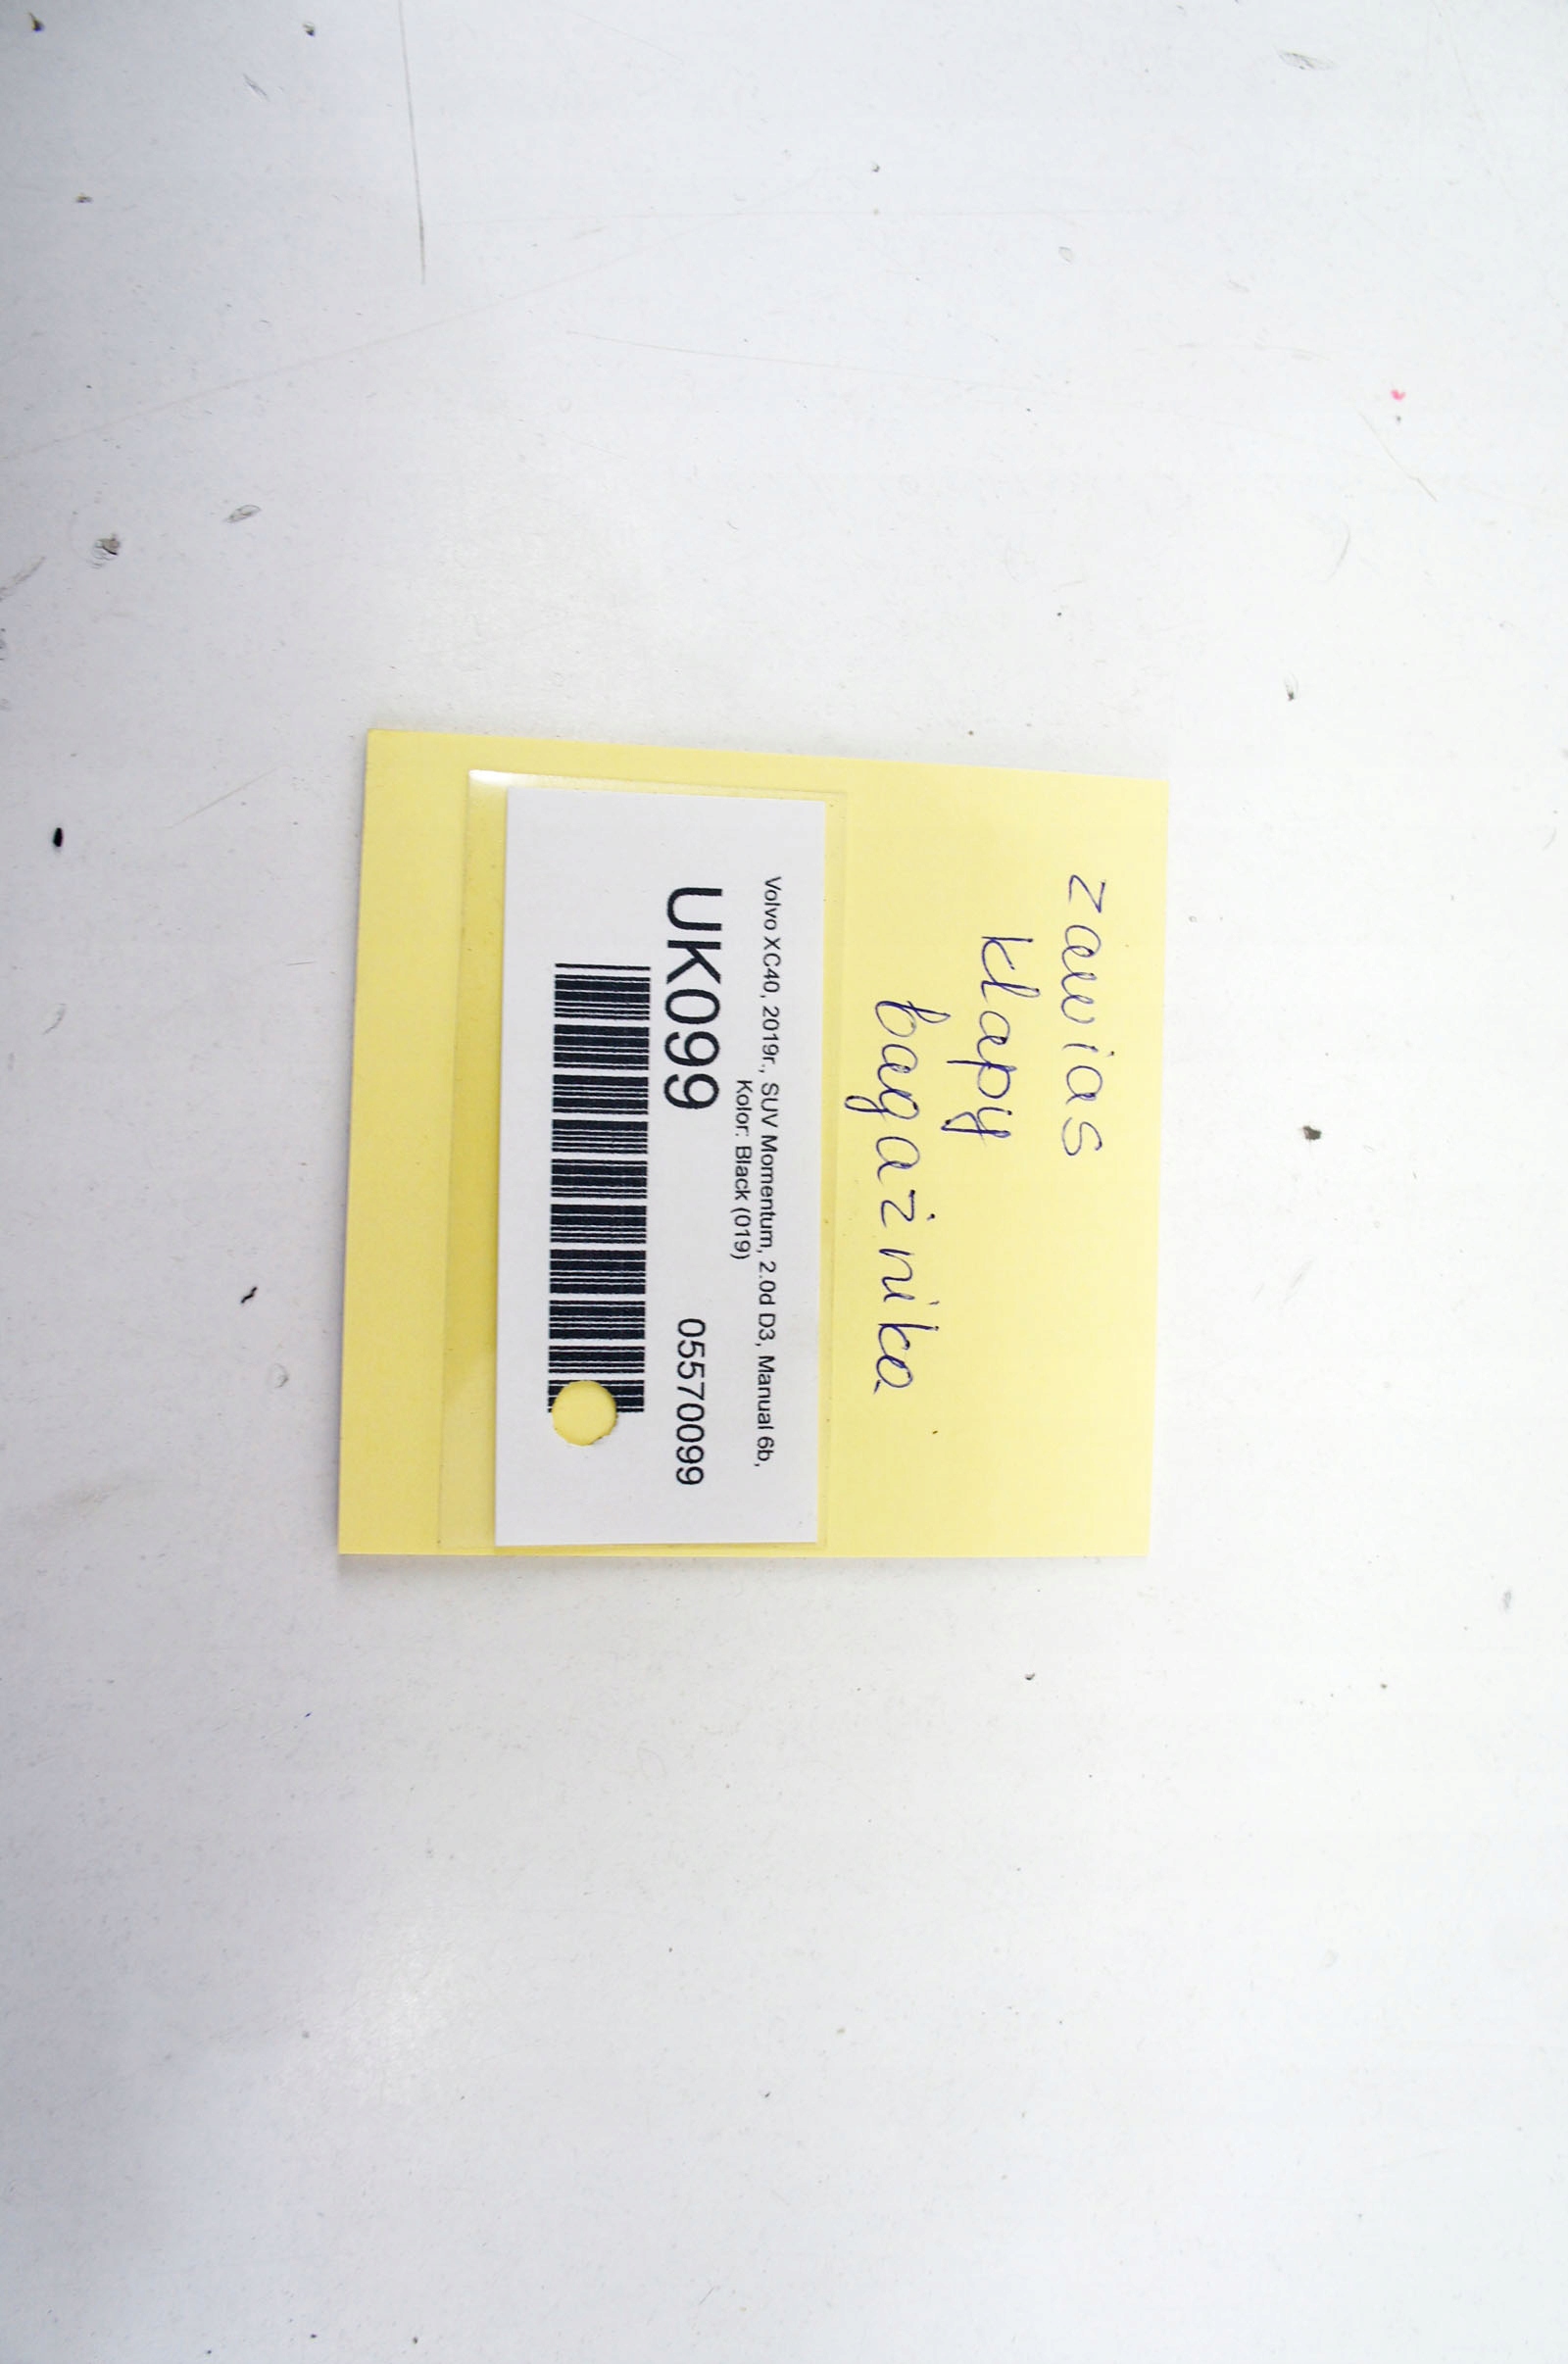 zawias
klapy
bagażnika
Volvo XC40, 2019r., SUV Momentum, 2.0d D3, Manual 6b,
Kolor: Black (019)
UK099 05570099